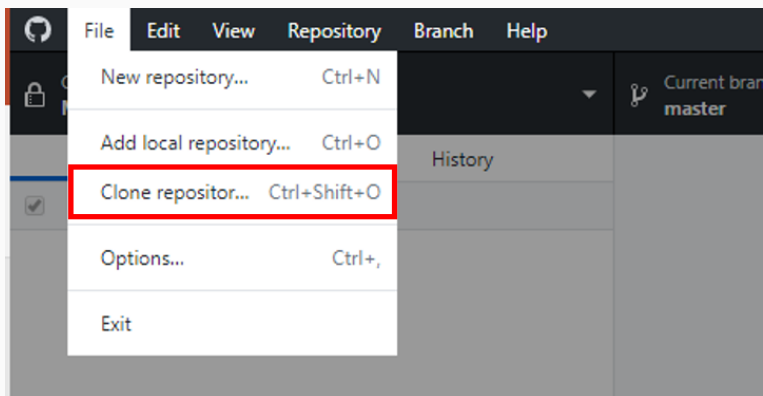 File Edit View Repository Branch Help
New repository... Ctrl+N
Add local repository... Ctrl+O
Clone repositor... Ctrl+Shift+O
Options... Ctrl+,
Exit
Current bran
master
History